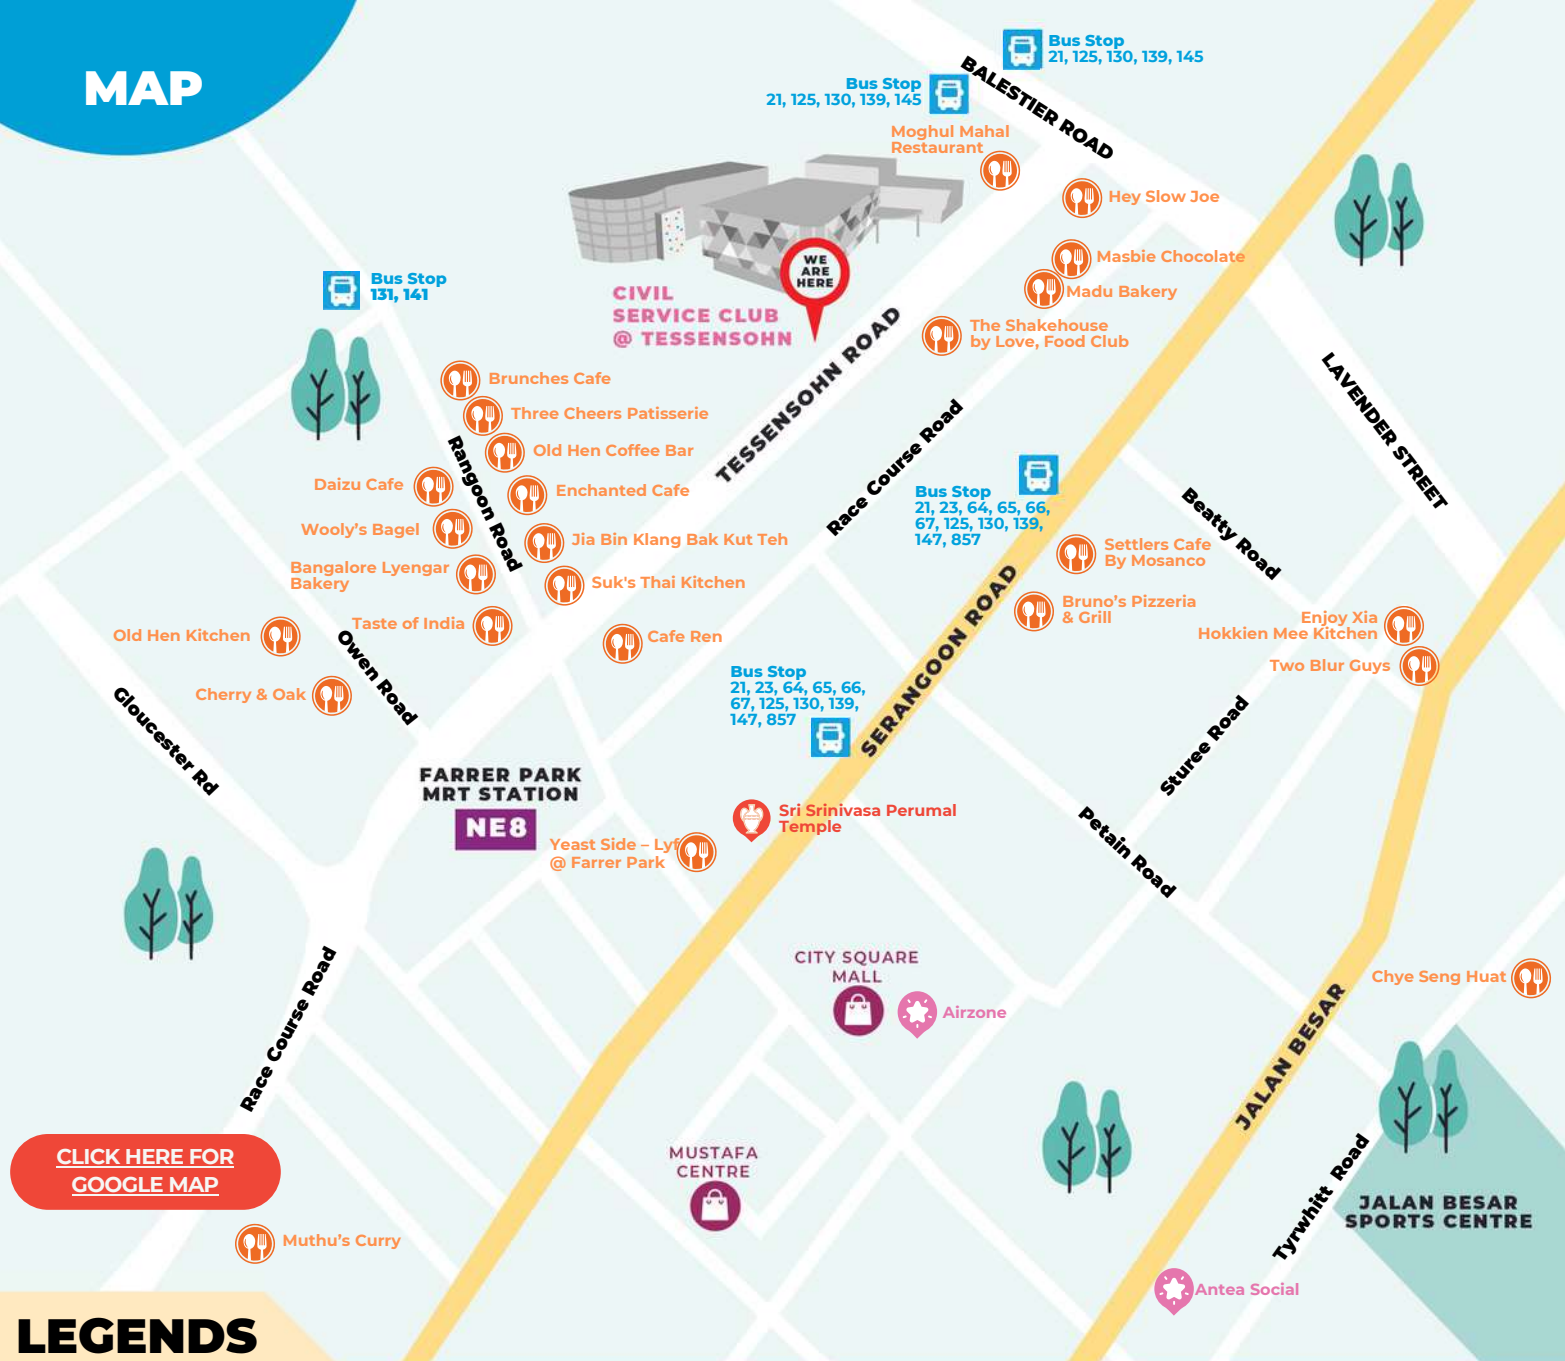 MAP
Bus Stop
21, 125, 130, 139, 145
BALESTIER ROAD
Bus Stop
21, 125, 130, 139, 145
Moghul Mahal
Restaurant
Hey Slow Joe
Masbie Chocolate
Madu Bakery
The Shakehouse
by Love, Food Club
WE
ARE
HERE
CIVIL
SERVICE CLUB
@ TESSENSOHN
Bus Stop
131, 141
TESSENSOHN ROAD
Race Course Road
LAVENDER STREET
Brunches Cafe
Three Cheers Patisserie
Old Hen Coffee Bar
Enchanted Cafe
Jia Bin Klang Bak Kut Teh
Suk's Thai Kitchen
Cafe Ren
Rangoon Road
Daizu Cafe
Wooly's Bagel
Bangalore Lyengar
Bakery
Taste of India
Old Hen Kitchen
Cherry & Oak
Owen Road
Gloucester Rd
Bus Stop
21, 23, 64, 65, 66,
67, 125, 130, 139,
147, 857
Settlers Cafe
By Mosanco
Bruno's Pizzeria
& Grill
Beatty Road
Enjoy Xia
Hokkien Mee Kitchen
Two Blur Guys
SERANGOON ROAD
Bus Stop
21, 23, 64, 65, 66,
67, 125, 130, 139,
147, 857
Sturee Road
Petain Road
FARRER PARK
MRT STATION
NE8
Sri Srinivasa Perumal
Temple
Yeast Side – Lyf
@ Farrer Park
CITY SQUARE
MALL
Airzone
Chye Seng Huat
JALAN BESAR
Race Course Road
MUSTAFA
CENTRE
Tyrwhitt Road
JALAN BESAR
SPORTS CENTRE
CLICK HERE FOR
GOOGLE MAP
Muthu's Curry
Antea Social
LEGENDS